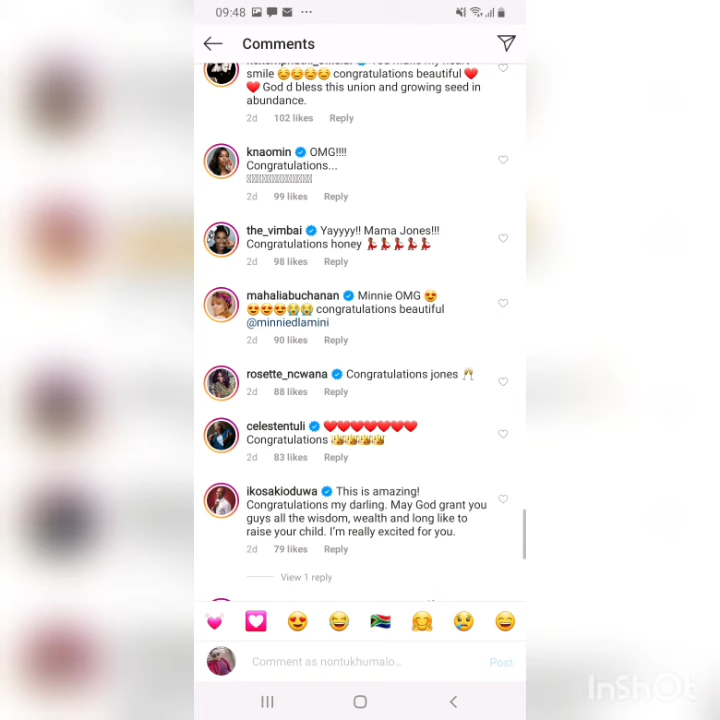 09:48
Comments
smile 😊😊😊😊 congratulations beautiful ❤️
❤️ God d bless this union and growing seed in
abundance.
2d 102 likes Reply
knaomin OMG!!!!
Congratulations...
2d 99 likes Reply
the_vimbai Yayyyy!! Mama Jones!!!
Congratulations honey 💃💃💃💃💃
2d 98 likes Reply
mahaliabuchanan Minnie OMG 😍
😍😍😍😭😭 congratulations beautiful
@minniedlamini
2d 90 likes Reply
rosette_ncwana Congratulations jones 🥂
2d 88 likes Reply
celestentuli ❤️❤️❤️❤️❤️❤️❤️
Congratulations
2d 83 likes Reply
ikosakioduwa This is amazing!
Congratulations my darling. May God grant you
guys all the wisdom, wealth and long like to
raise your child. I'm really excited for you.
2d 79 likes Reply
View 1 reply
Comment as nontukhumalo... Post
InShOt